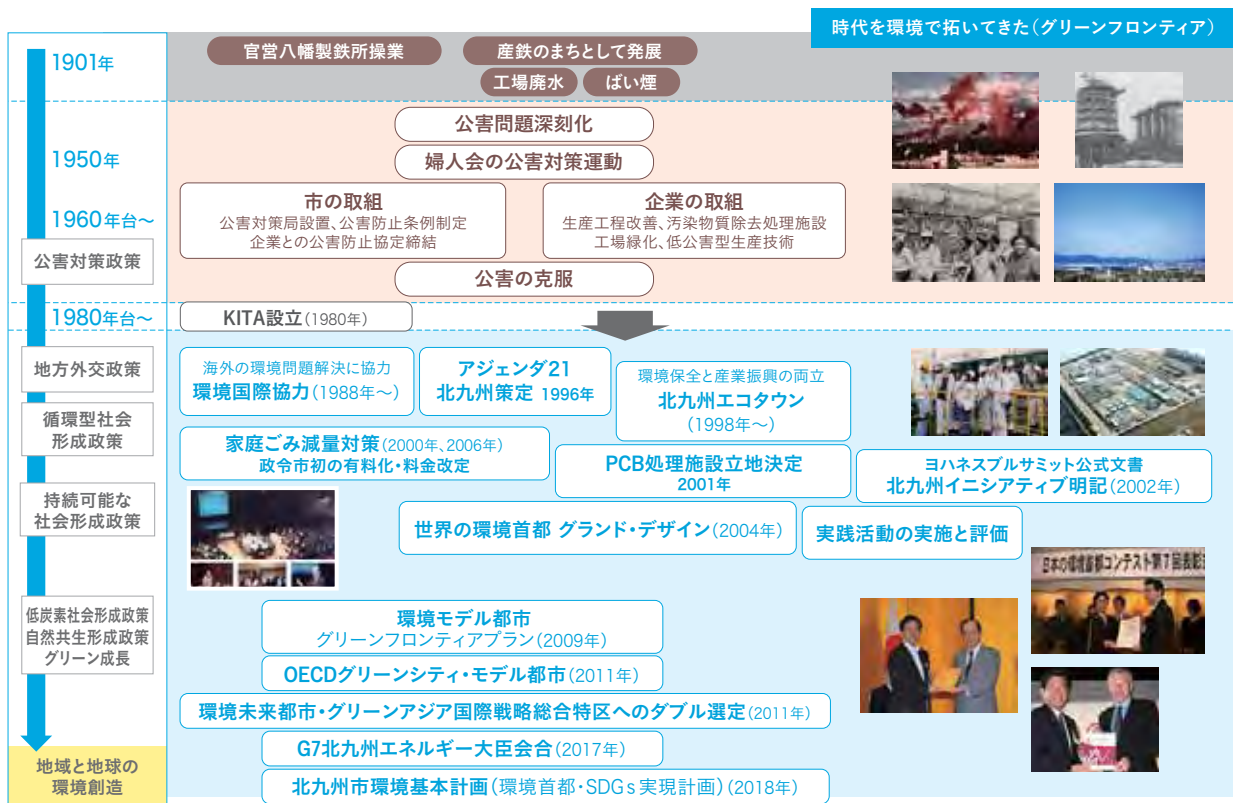 時代を環境で拓いてきた(グリーンフロンティア)
1901年
官営八幡製鉄所操業
産鉄のまちとして発展
工場廃水
ばい煙
公害問題深刻化
1950年
婦人会の公害対策運動
1960年台〜
市の取組
公害対策局設置、公害防止条例制定
企業との公害防止協定締結
企業の取組
生産工程改善、汚染物質除去処理施設
工場緑化、低公害型生産技術
公害対策政策
公害の克服
1980年台〜
KITA設立(1980年)
地方外交政策
海外の環境問題解決に協力
環境国際協力(1988年〜)
アジェンダ21
北九州策定 1996年
環境保全と産業振興の両立
北九州エコタウン
(1998年〜)
循環型社会
形成政策
家庭ごみ減量対策(2000年、2006年)
政令市初の有料化・料金改定
PCB処理施設立地決定
2001年
ヨハネスブルサミット公式文書
北九州イニシアティブ明記(2002年)
持続可能な
社会形成政策
世界の環境首都 グランド・デザイン(2004年)
実践活動の実施と評価
日本の環境首都コンテスト第7回表彰
低炭素社会形成政策
自然共生形成政策
グリーン成長
環境モデル都市
グリーンフロンティアプラン(2009年)
OECDグリーンシティ・モデル都市(2011年)
環境未来都市・グリーンアジア国際戦略総合特区へのダブル選定(2011年)
G7北九州エネルギー大臣会合(2017年)
地域と地球の
環境創造
北九州市環境基本計画(環境首都・SDGs実現計画)(2018年)